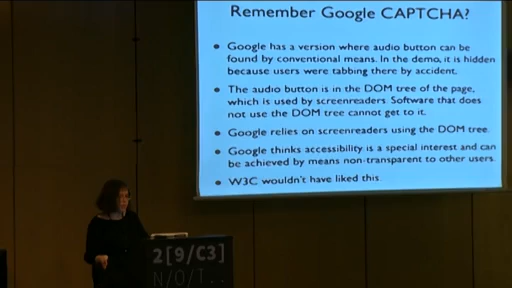 Remember Google CAPTCHA?
Google has a version where audio button can be
found by conventional means. In the demo, it is hidden
because users were tabbing there by accident.
The audio button is in the DOM tree of the page,
which is used by screenreaders. Software that does
not use the DOM tree cannot get to it.
Google relies on screenreaders using the DOM tree.
Google thinks accessibility is a special interest and can
be achieved by means non-transparent to other users.
W3C wouldn't have liked this.
2[9/C3]
N/O/T...